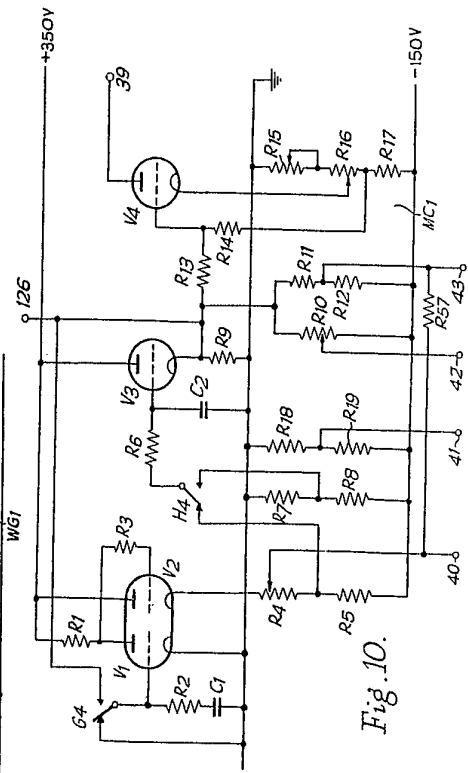 WG1
+350V
126
39
G4
R1
R3
V1
V2
R2
C1
R6
V3
C2
H4
R9
R13
V4
R14
R4
R5
R7
R8
R18
R19
R10
R11
R12
R15
R16
R17
MC1
-150V
R57
40
41
42
43
Fig. 10.